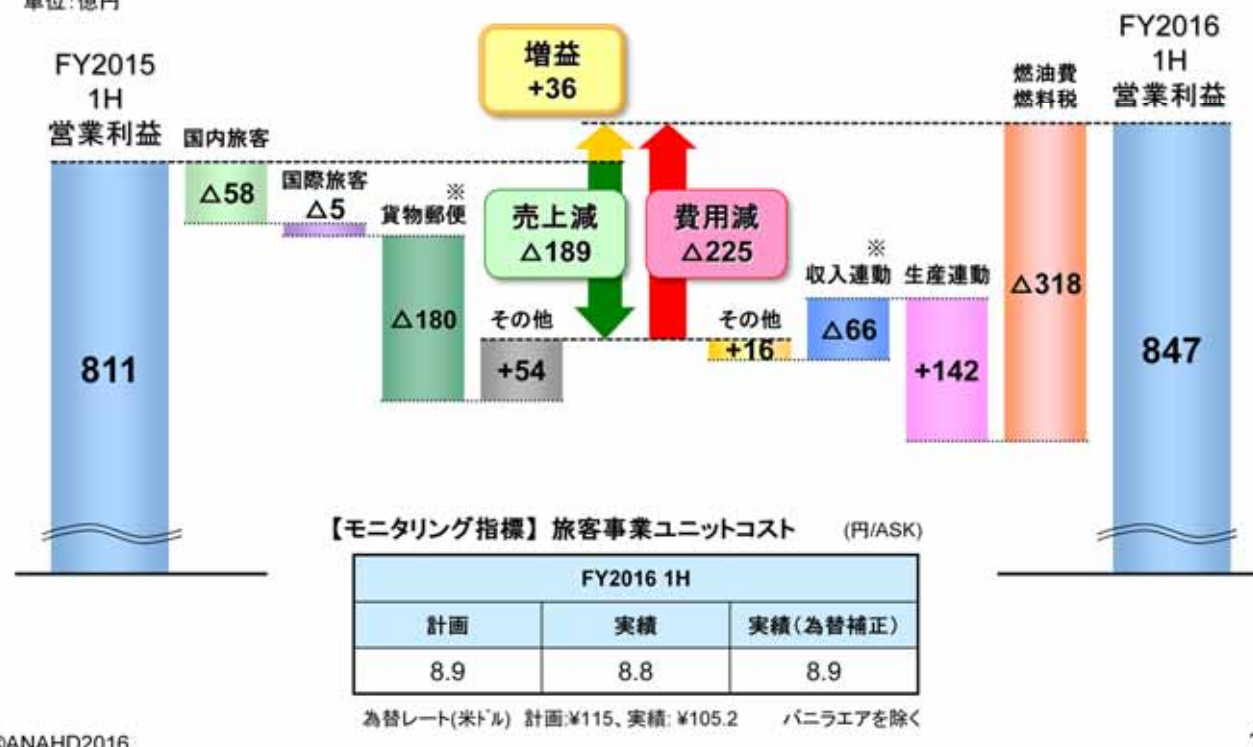 単位：億円
FY2015
1H
営業利益
国内旅客
△58
国際旅客
△5
※
貨物郵便
△180
その他
+54
増益
+36
売上減
△189
費用減
△225
その他
+16
※
収入連動
△66
生産連動
+142
燃油費
燃料税
△318
FY2016
1H
営業利益
811
847
【モニタリング指標】 旅客事業ユニットコスト (円/ASK)
FY2016 1H
計画 実績 実績（為替補正）
8.9 8.8 8.9
為替レート(米ドル) 計画:¥115、実績: ¥105.2 バニラエアを除く
©ANAHD2016